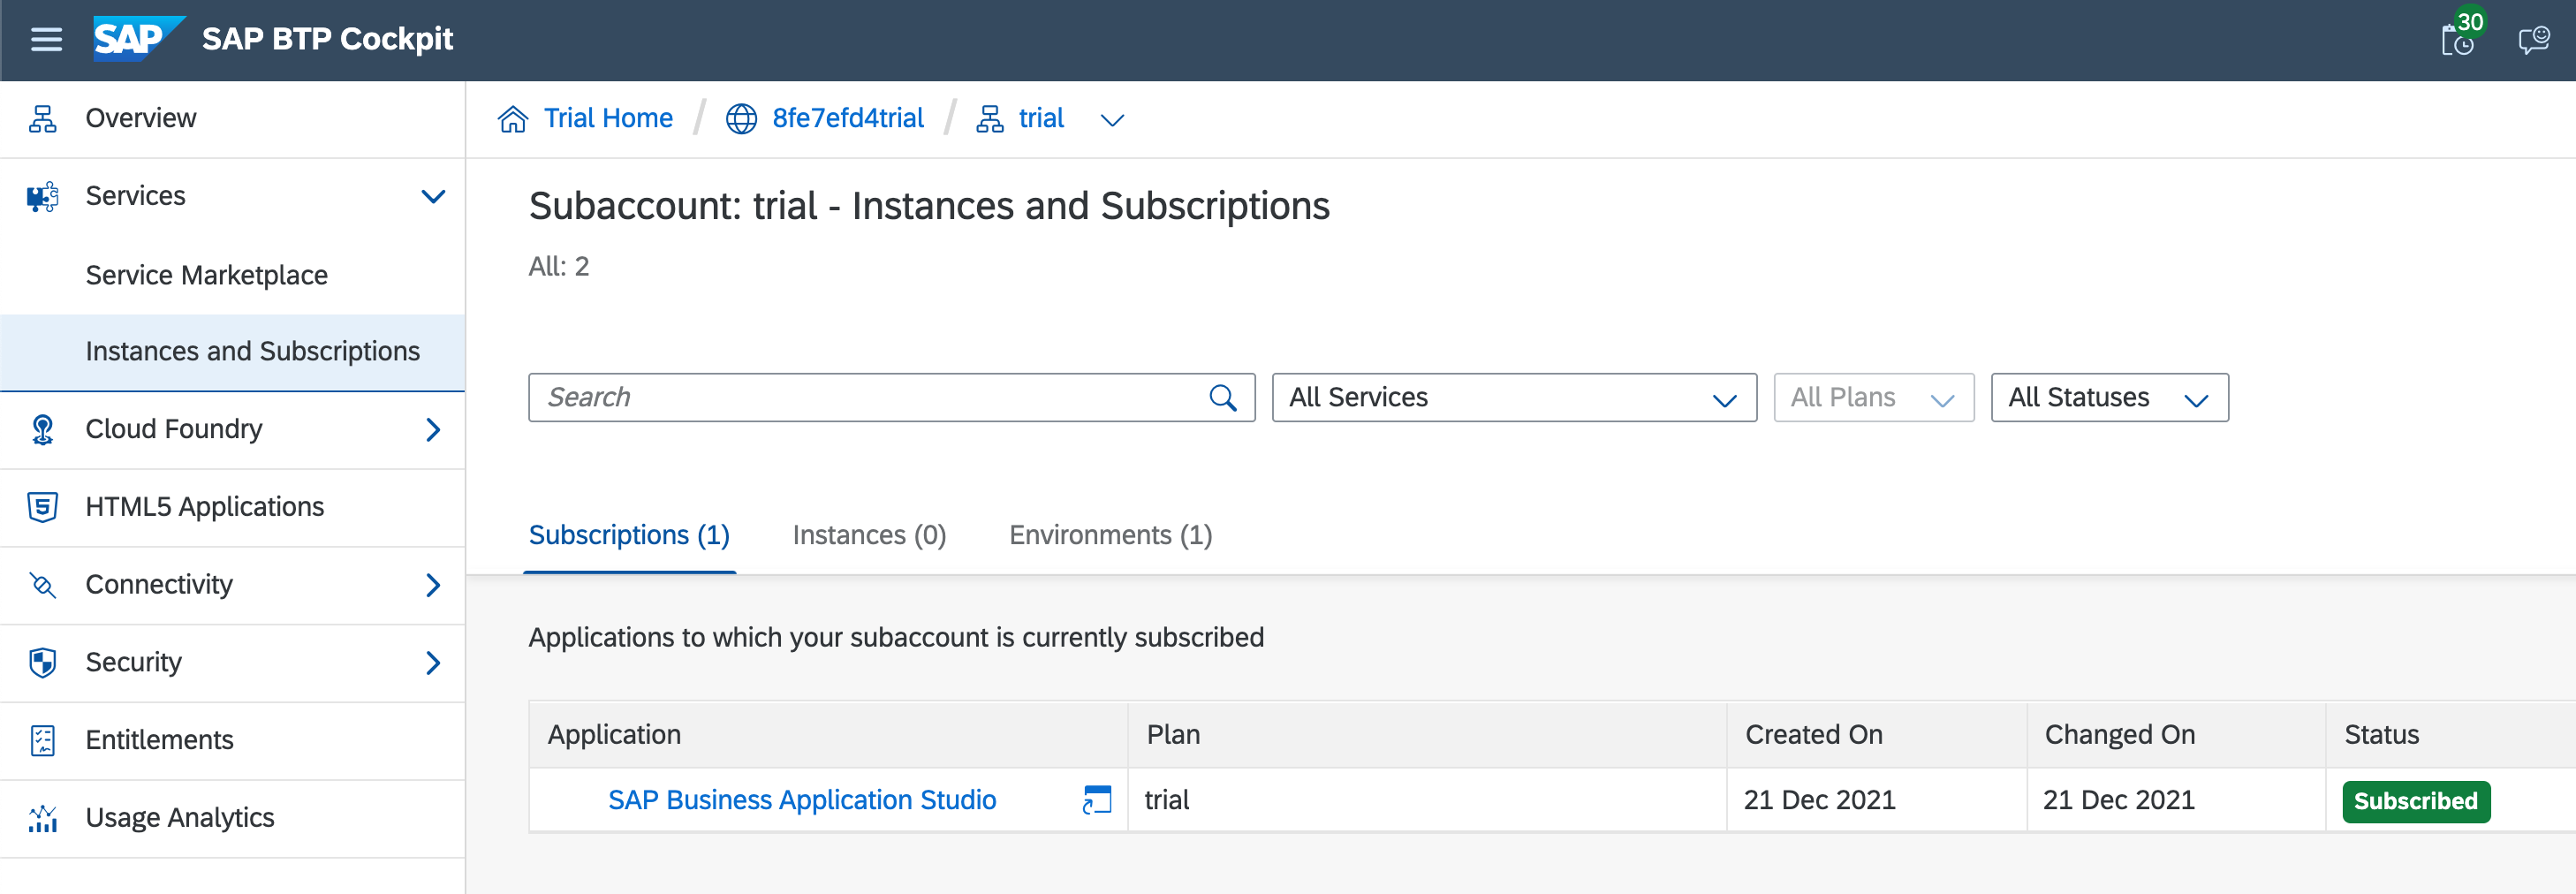 SAP SAP BTP Cockpit 30
Overview
Services
Service Marketplace
Instances and Subscriptions
Cloud Foundry
HTML5 Applications
Connectivity
Security
Entitlements
Usage Analytics
Trial Home / 8fe7efd4trial / trial
Subaccount: trial - Instances and Subscriptions
All: 2
Search All Services All Plans All Statuses
Subscriptions (1) Instances (0) Environments (1)
Applications to which your subaccount is currently subscribed
Application Plan Created On Changed On Status
SAP Business Application Studio trial 21 Dec 2021 21 Dec 2021 Subscribed